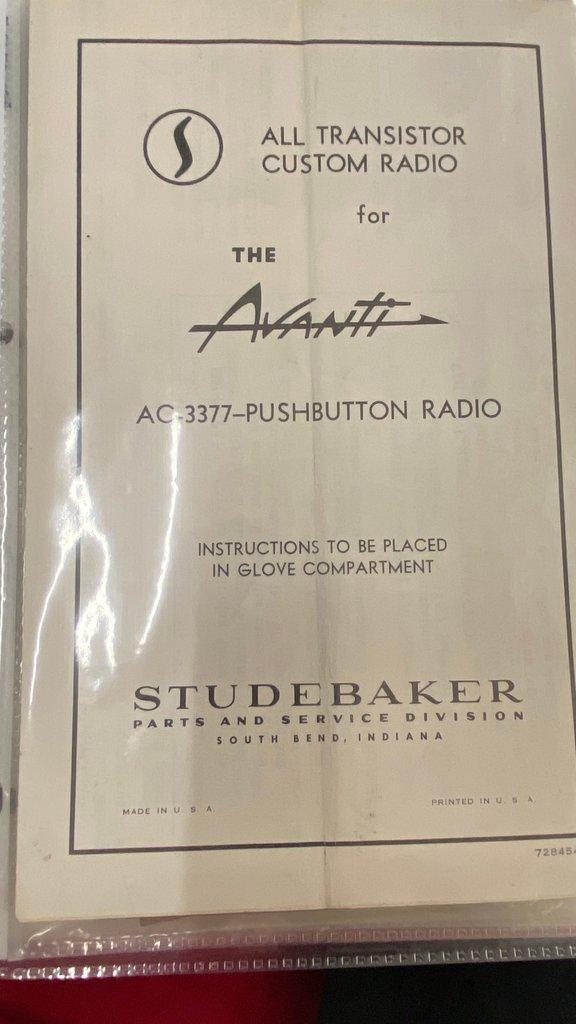 ALL TRANSISTOR
CUSTOM RADIO
for
THE
Avanti
AC-3377–PUSHBUTTON RADIO
INSTRUCTIONS TO BE PLACED
IN GLOVE COMPARTMENT
STUDEBAKER
PARTS AND SERVICE DIVISION
SOUTH BEND, INDIANA
MADE IN U. S. A.
PRINTED IN U. S. A.